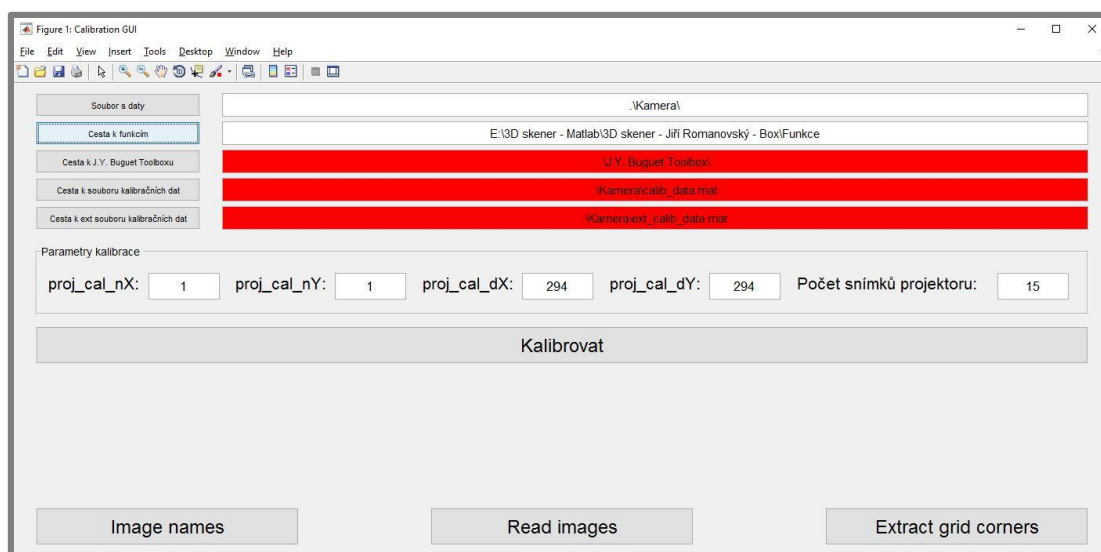 Figure 1: Calibration GUI
File Edit View Insert Tools Desktop Window Help
Soubor s daty .\Kamera\
Cesta k funkcím E:\3D skener - Matlab\3D skener - Jiří Romanovský - Box\Funkce
Cesta k J.Y. Buguet Toolboxu .\J.Y. Buguet Toolbox\
Cesta k souboru kalibračních dat .\Kamera\calib_data.mat
Cesta k ext souboru kalibračních dat .\Kamera\ext_calib_data.mat
Parametry kalibrace
proj_cal_nX: 1 proj_cal_nY: 1 proj_cal_dX: 294 proj_cal_dY: 294 Počet snímků projektoru: 15
Kalibrovat
Image names Read images Extract grid corners